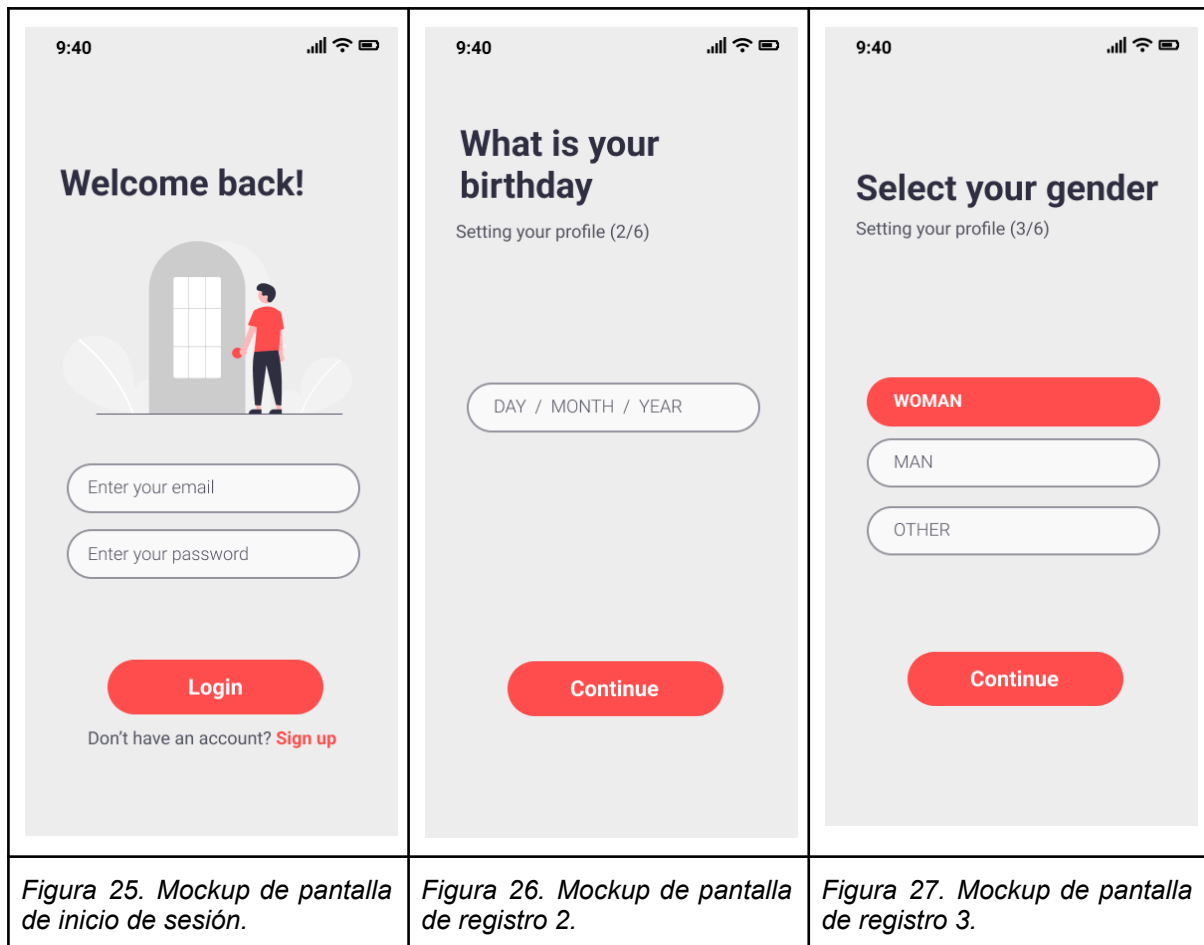 9:40
Welcome back!
Enter your email
Enter your password
Login
Don't have an account? Sign up
Figura 25. Mockup de pantalla
de inicio de sesión.
9:40
What is your
birthday
Setting your profile (2/6)
DAY / MONTH / YEAR
Continue
Figura 26. Mockup de pantalla
de registro 2.
9:40
Select your gender
Setting your profile (3/6)
WOMAN
MAN
OTHER
Continue
Figura 27. Mockup de pantalla
de registro 3.